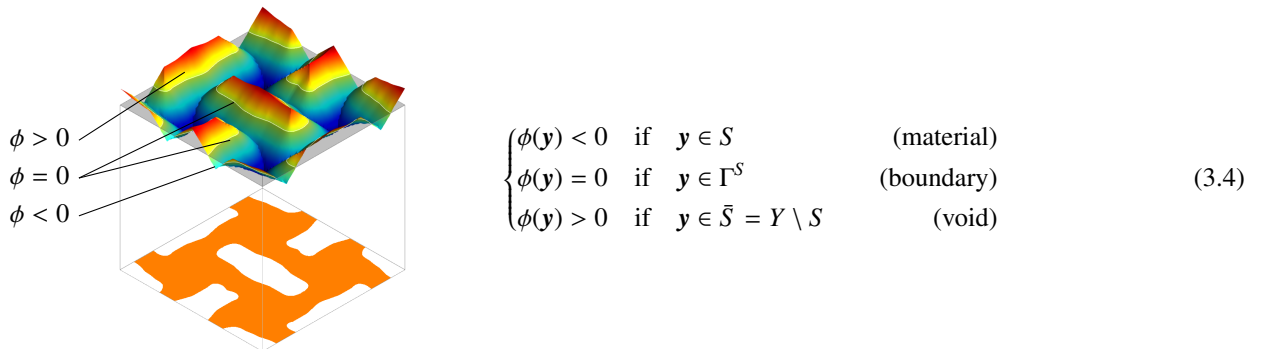 ϕ > 0
ϕ = 0
ϕ < 0
ϕ(y) < 0 if y ∈ S (material)
ϕ(y) = 0 if y ∈ Γ^S (boundary) (3.4)
ϕ(y) > 0 if y ∈ S̄ = Y \ S (void)